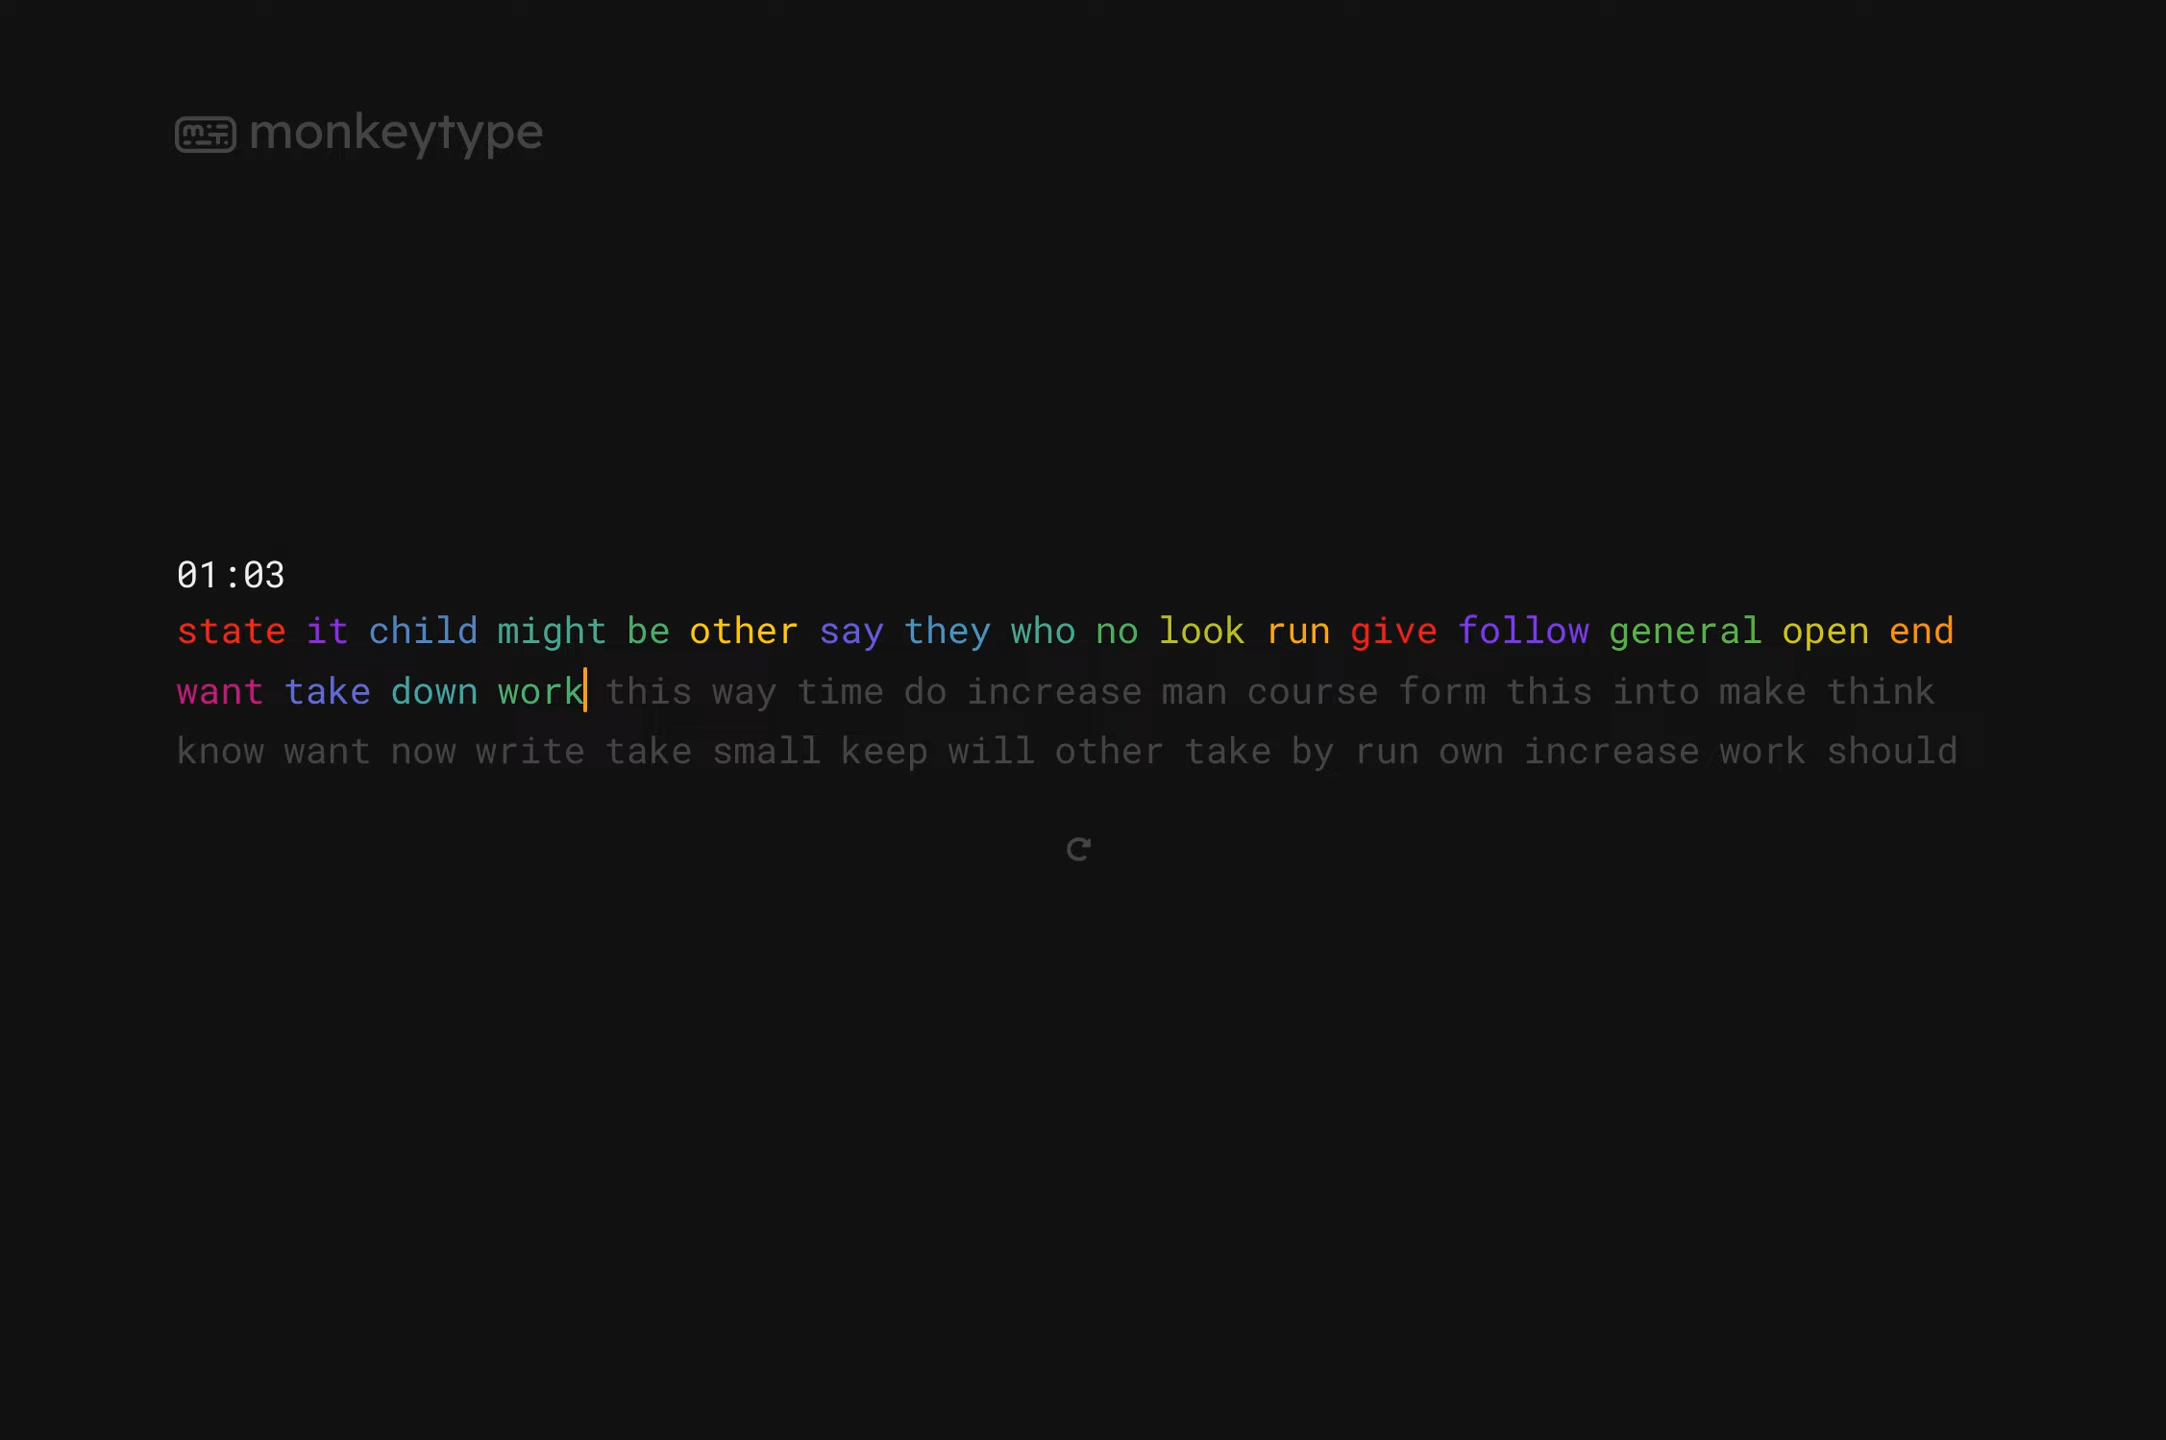 monkeytype
01:03
state it child might be other say they who no look run give follow general open end
want take down work this way time do increase man course form this into make think
know want now write take small keep will other take by run own increase work should